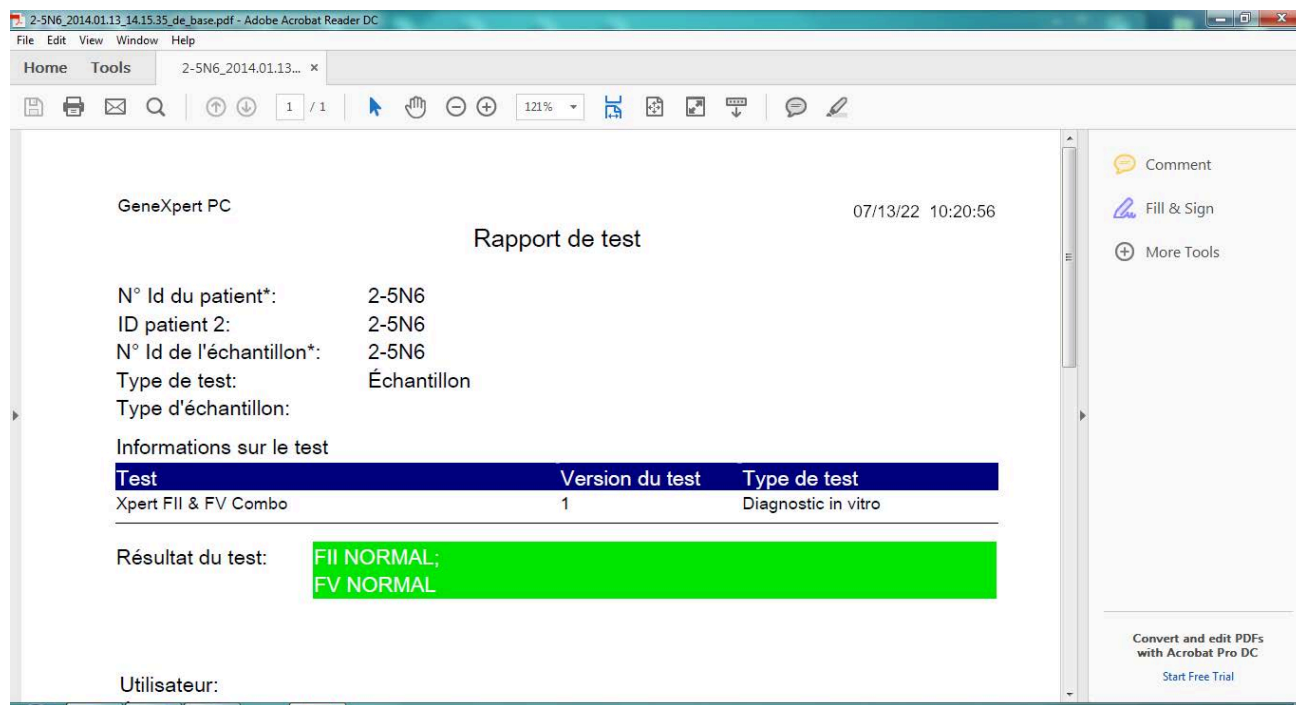 2-5N6_2014.01.13_14.15.35_de_base.pdf - Adobe Acrobat Reader DC
File Edit View Window Help
Home Tools 2-5N6_2014.01.13... ×
1 / 1 121%
Comment
Fill & Sign
More Tools
GeneXpert PC 07/13/22 10:20:56
Rapport de test
N° Id du patient*: 2-5N6
ID patient 2: 2-5N6
N° Id de l'échantillon*: 2-5N6
Type de test: Échantillon
Type d'échantillon:
Informations sur le test
Test Version du test Type de test
Xpert FII & FV Combo 1 Diagnostic in vitro
Résultat du test: FII NORMAL;
FV NORMAL
Utilisateur:
Convert and edit PDFs
with Acrobat Pro DC
Start Free Trial